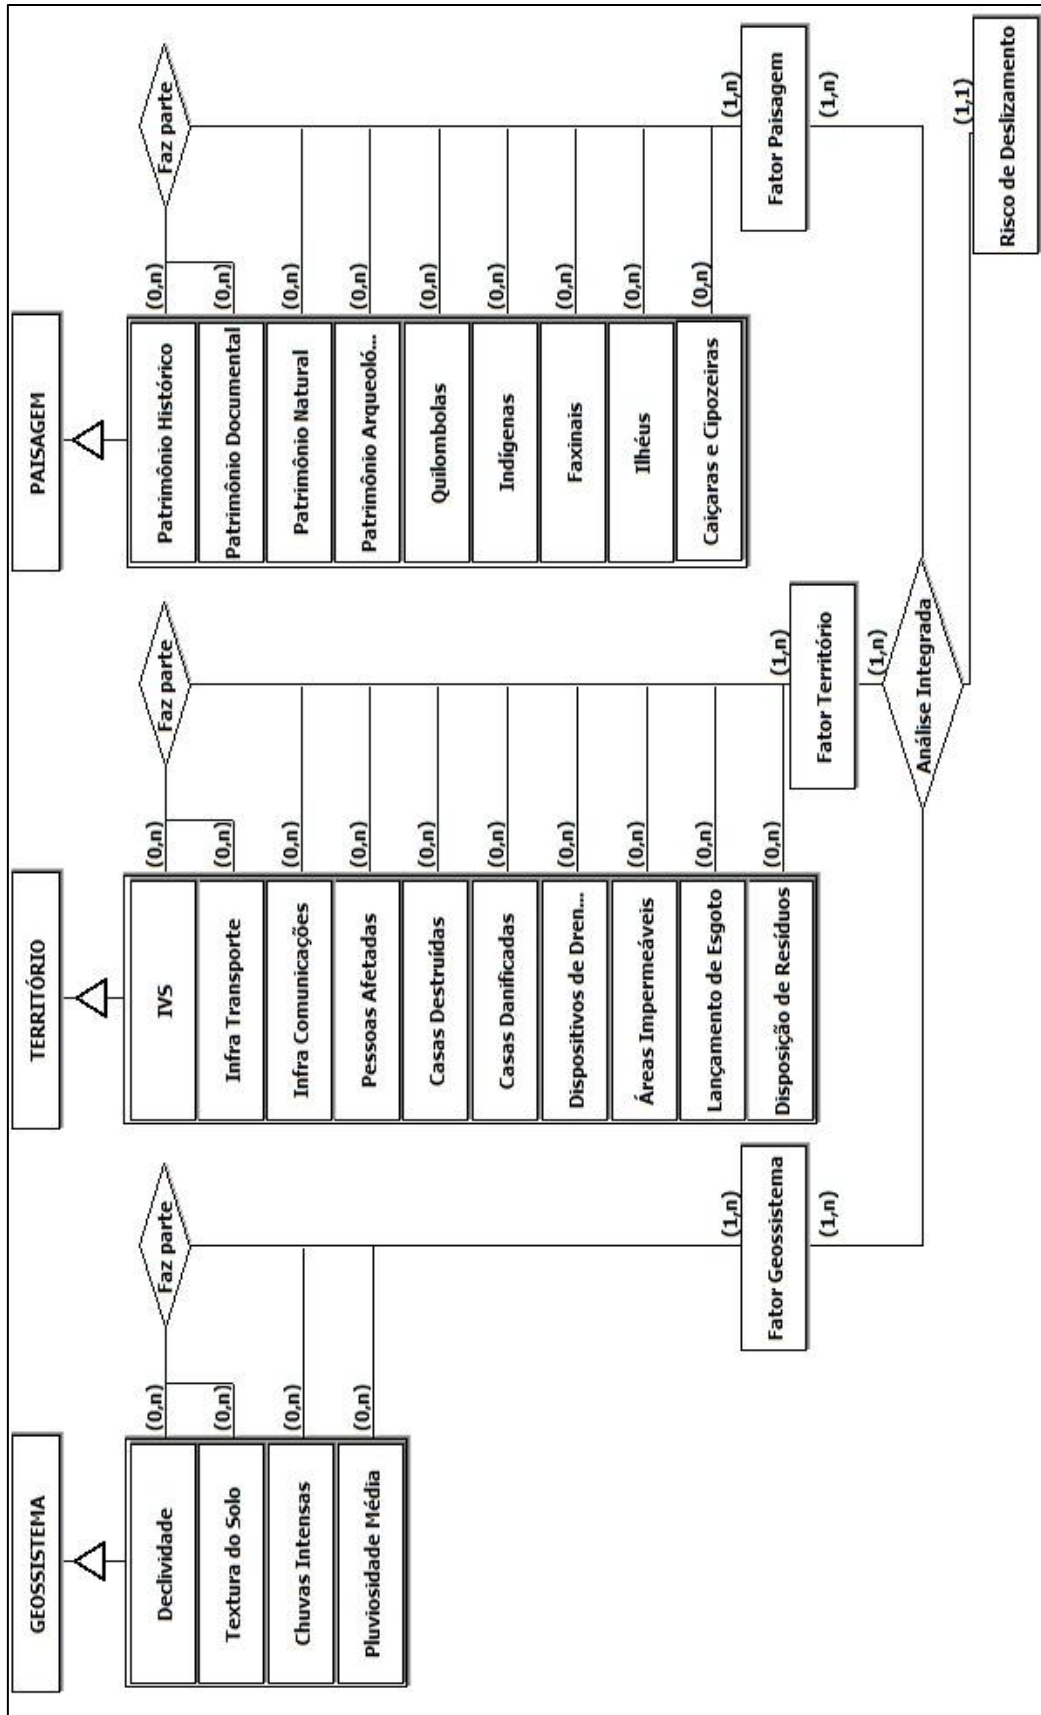 GEOSSISTEMA
Declividade
(0,n)
Faz parte
Textura do Solo
(0,n)
Chuvas Intensas
(0,n)
Pluviosidade Média
(0,n)
(1,n)
Fator Geossistema
(1,n)
TERRITÓRIO
IVS
(0,n)
Faz parte
Infra Transporte
(0,n)
Infra Comunicações
(0,n)
Pessoas Afetadas
(0,n)
Casas Destruídas
(0,n)
Casas Danificadas
(0,n)
Dispositivos de Dren...
(0,n)
Áreas Impermeáveis
(0,n)
Lançamento de Esgoto
(0,n)
Disposição de Resíduos
(0,n)
(1,n)
Fator Território
(1,n)
PAISAGEM
Patrimônio Histórico
(0,n)
Faz parte
Patrimônio Documental
(0,n)
Patrimônio Natural
(0,n)
Patrimônio Arqueoló...
(0,n)
Quilombolas
(0,n)
Indígenas
(0,n)
Faxinais
(0,n)
Ilhéus
(0,n)
Caiçaras e Cipozeiras
(0,n)
(1,n)
Fator Paisagem
(1,n)
Análise Integrada
(1,1)
Risco de Deslizamento